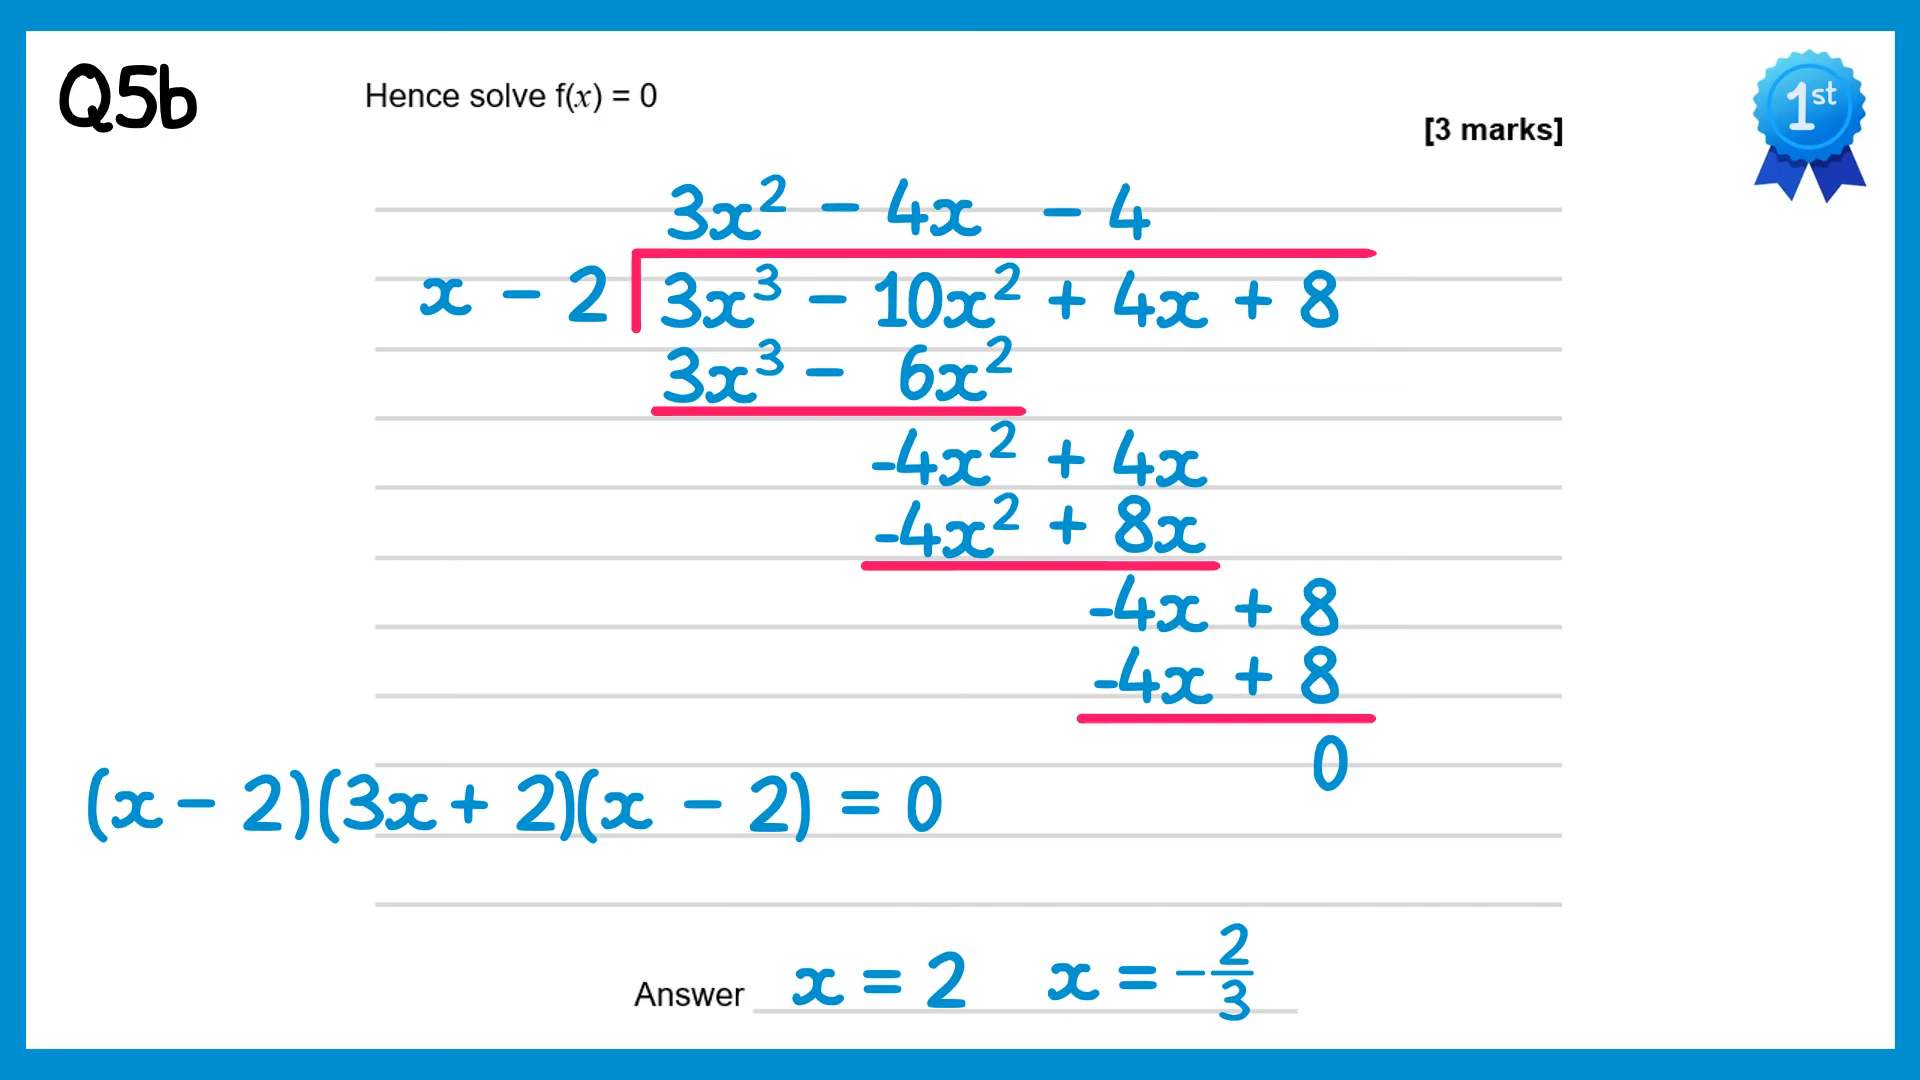 Q5b
Hence solve f(x) = 0
[3 marks]
1st
3x² − 4x − 4
x − 2 3x³ − 10x² + 4x + 8
3x³ − 6x²
-4x² + 4x
-4x² + 8x
-4x + 8
-4x + 8
0
(x − 2)(3x + 2)(x − 2) = 0
Answer x = 2 x = −2/3